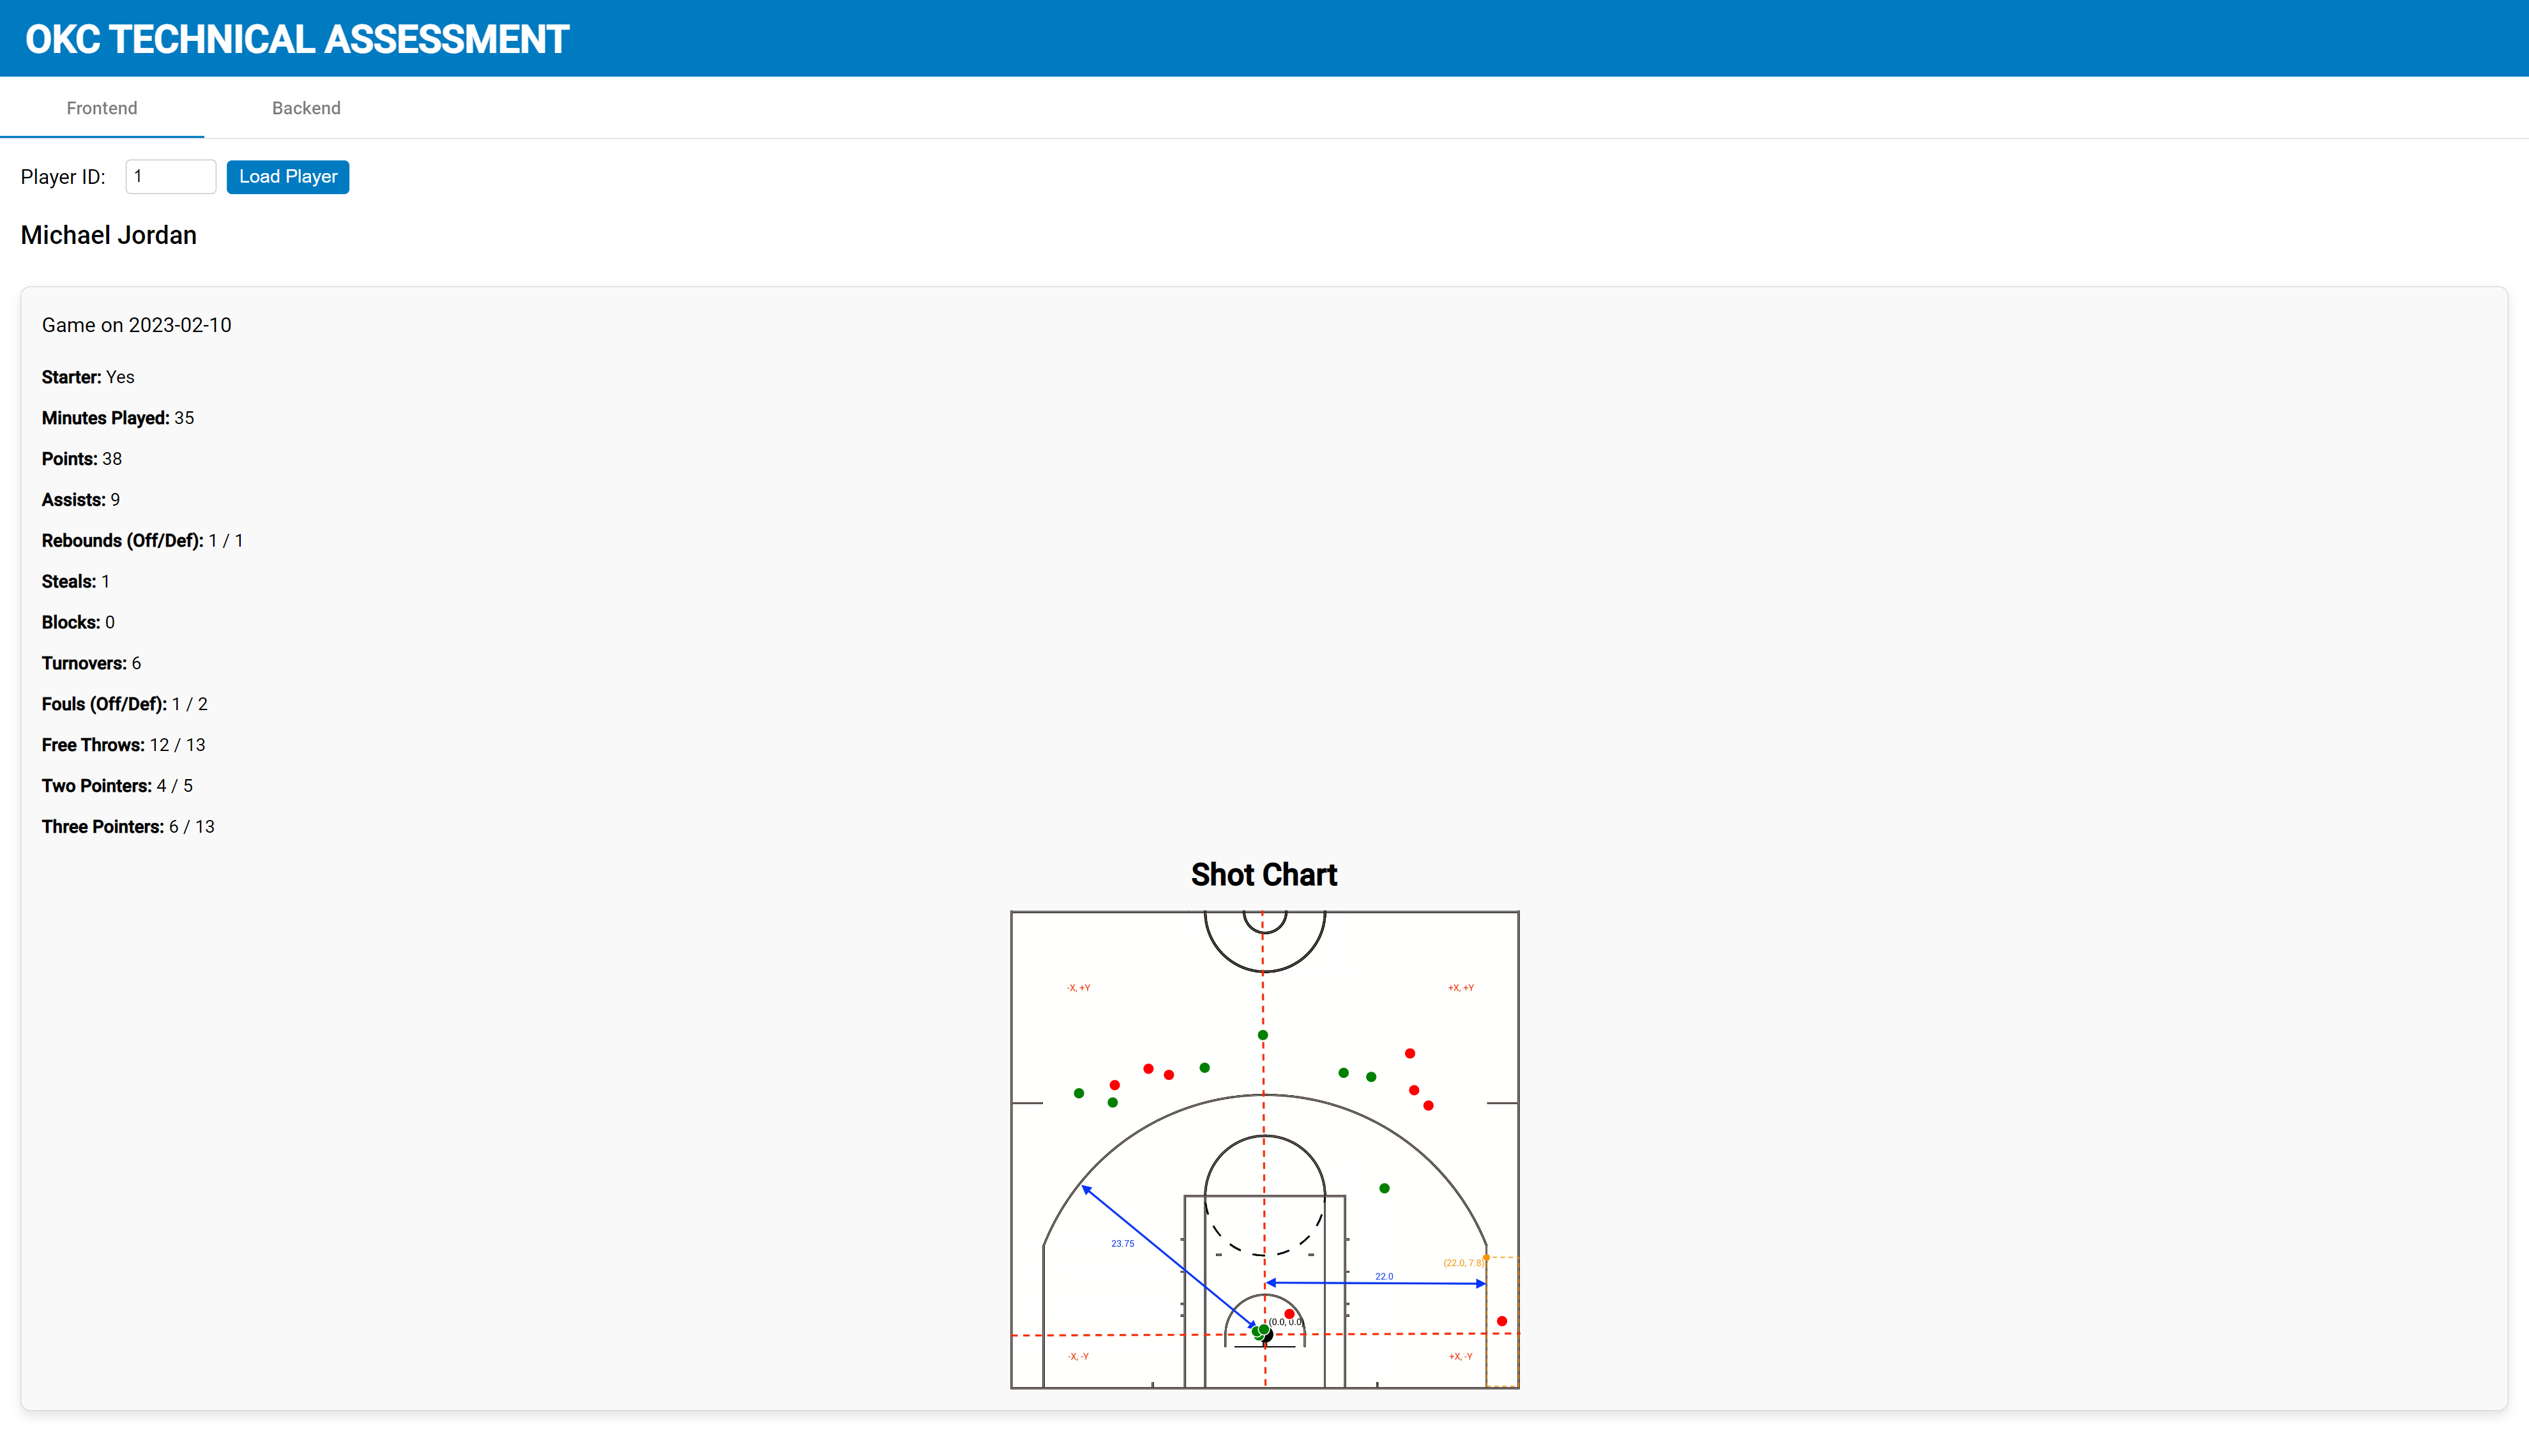 OKC TECHNICAL ASSESSMENT
Frontend Backend
Player ID: 1 Load Player
Michael Jordan
Game on 2023-02-10
Starter: Yes
Minutes Played: 35
Points: 38
Assists: 9
Rebounds (Off/Def): 1 / 1
Steals: 1
Blocks: 0
Turnovers: 6
Fouls (Off/Def): 1 / 2
Free Throws: 12 / 13
Two Pointers: 4 / 5
Three Pointers: 6 / 13
Shot Chart
-X, +Y +X, +Y
23.75
(22.0, 7.8)
22.0
(0.0, 0.0)
-X, -Y +X, -Y